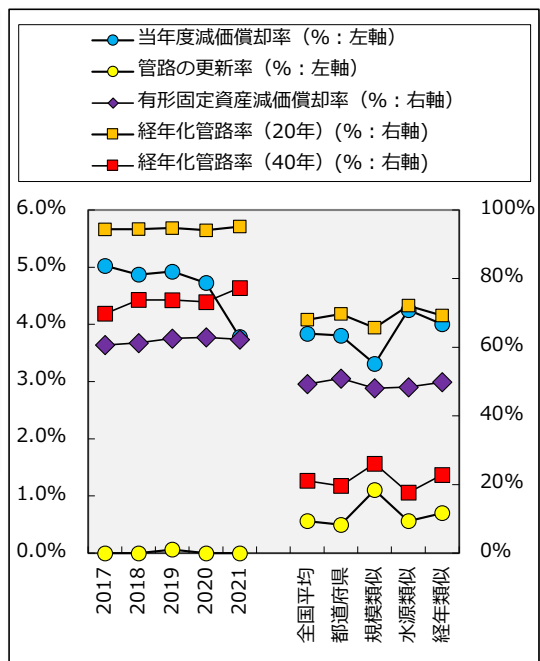 当年度減価償却率（%：左軸）
管路の更新率（%：左軸）
有形固定資産減価償却率（%：右軸）
経年化管路率（20年）(%：右軸)
経年化管路率（40年）(%：右軸)
6.0%
5.0%
4.0%
3.0%
2.0%
1.0%
0.0%
100%
80%
60%
40%
20%
0%
2017
2018
2019
2020
2021
全国平均
都道府県
規模類似
水源類似
経年類似